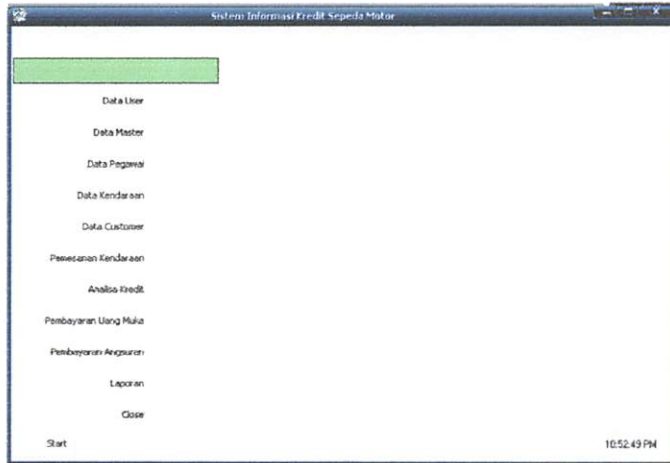 Sistem Informasi Kredit Sepeda Motor
Data User
Data Master
Data Pegawai
Data Kendaraan
Data Customer
Pemesanan Kendaraan
Analisa Kredit
Pembayaran Uang Muka
Pembayaran Angsuran
Laporan
Close
Start
10:52:49 PM